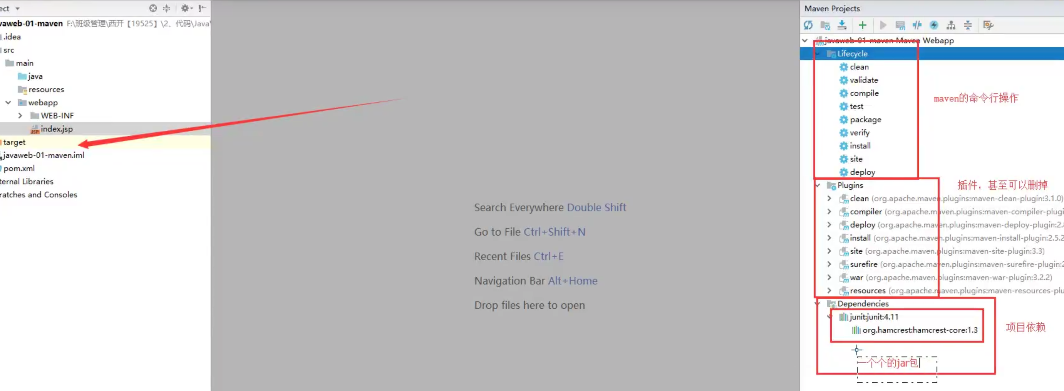 ect
vaweb-01-maven F:\班级管理\西开【19525】\2、代码\JavaW
.idea
src
main
java
resources
webapp
WEB-INF
index.jsp
target
javaweb-01-maven.iml
pom.xml
ternal Libraries
ratches and Consoles
Search Everywhere Double Shift
Go to File Ctrl+Shift+N
Recent Files Ctrl+E
Navigation Bar Alt+Home
Drop files here to open
Maven Projects
javaweb-01-maven Maven Webapp
Lifecycle
clean
validate
compile
test
package
verify
install
site
deploy
maven的命令行操作
Plugins
插件，甚至可以删掉
clean (org.apache.maven.plugins:maven-clean-plugin:3.1.0)
compiler (org.apache.maven.plugins:maven-compiler-plug
deploy (org.apache.maven.plugins:maven-deploy-plugin:2.
install (org.apache.maven.plugins:maven-install-plugin:2.5.2
site (org.apache.maven.plugins:maven-site-plugin:3.3)
surefire (org.apache.maven.plugins:maven-surefire-plugin:2
war (org.apache.maven.plugins:maven-war-plugin:3.2.2)
resources (org.apache.maven.plugins:maven-resources-plu
Dependencies
junit:junit:4.11
org.hamcrest:hamcrest-core:1.3
项目依赖
一个个的jar包